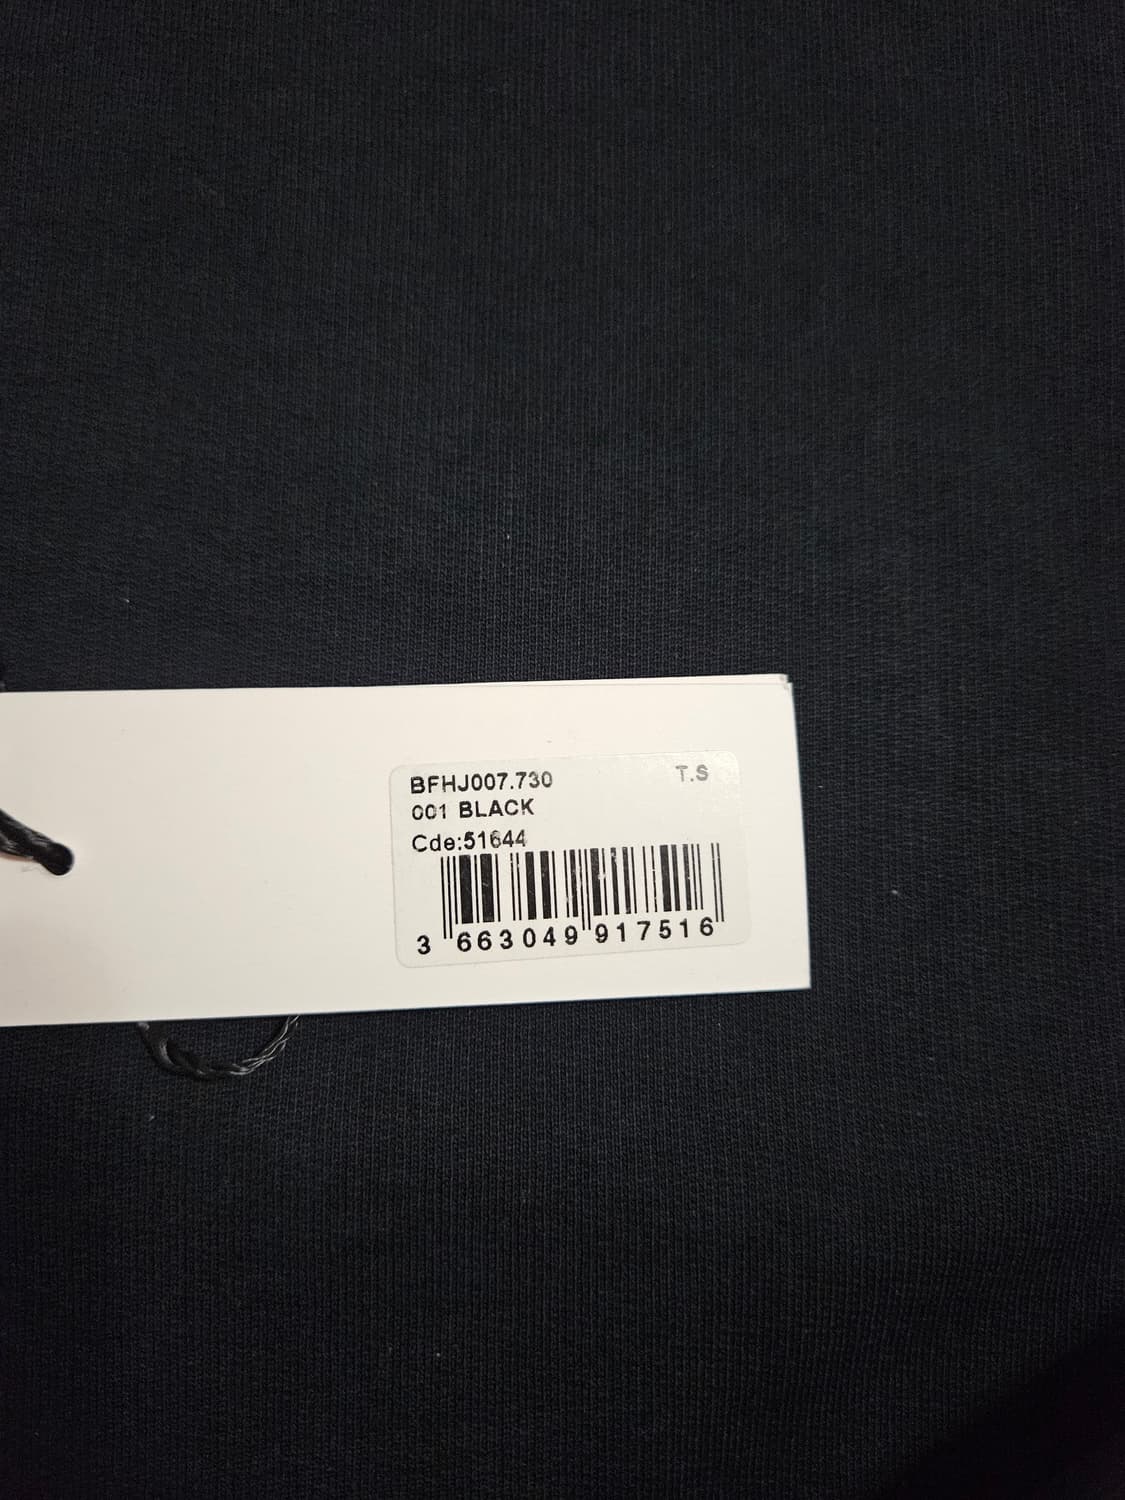 BFHJ007.730 T.S
001 BLACK
Cde:51644
3 663049 917516